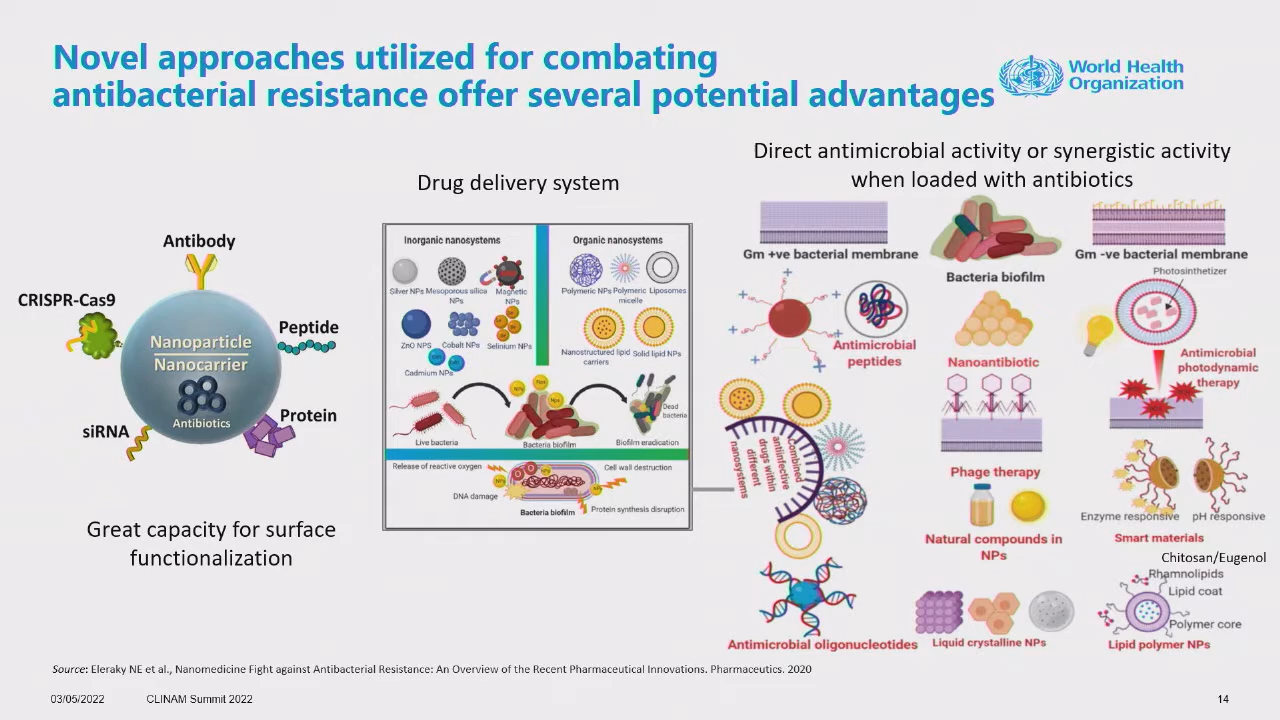 Novel approaches utilized for combating
antibacterial resistance offer several potential advantages
World Health
Organization
Direct antimicrobial activity or synergistic activity
when loaded with antibiotics
Drug delivery system
Antibody
CRISPR-Cas9
Peptide
Nanoparticle
Nanocarrier
Antibiotics
siRNA
Protein
Great capacity for surface
functionalization
Inorganic nanosystems
Organic nanosystems
Silver NPs
Mesoporous silica
NPs
Magnetic
NPs
Polymeric NPs
Polymeric
micelle
Liposomes
ZnO NPS
Cobalt NPs
Selinium NPs
Cadmium NPs
Nanostructured lipid
carriers
Solid lipid NPs
Live bacteria
Bacteria biofilm
Dead
bacteria
Biofilm eradication
Release of reactive oxygen
Cell wall destruction
DNA damage
Bacteria biofilm
Protein synthesis disruption
Gm +ve bacterial membrane
Bacteria biofilm
Gm -ve bacterial membrane
Photosinthetizer
Antimicrobial
peptides
Nanoantibiotic
Antimicrobial
photodynamic
therapy
Combined
antiinfective
drugs within
different
nanosystems
Phage therapy
Enzyme responsive
pH responsive
Natural compounds in
NPs
Smart materials
Chitosan/Eugenol
Rhamnolipids
Lipid coat
Polymer core
Antimicrobial oligonucleotides
Liquid crystalline NPs
Lipid polymer NPs
Source: Eleraky NE et al., Nanomedicine Fight against Antibacterial Resistance: An Overview of the Recent Pharmaceutical Innovations. Pharmaceutics. 2020
03/05/2022
CLINAM Summit 2022
14